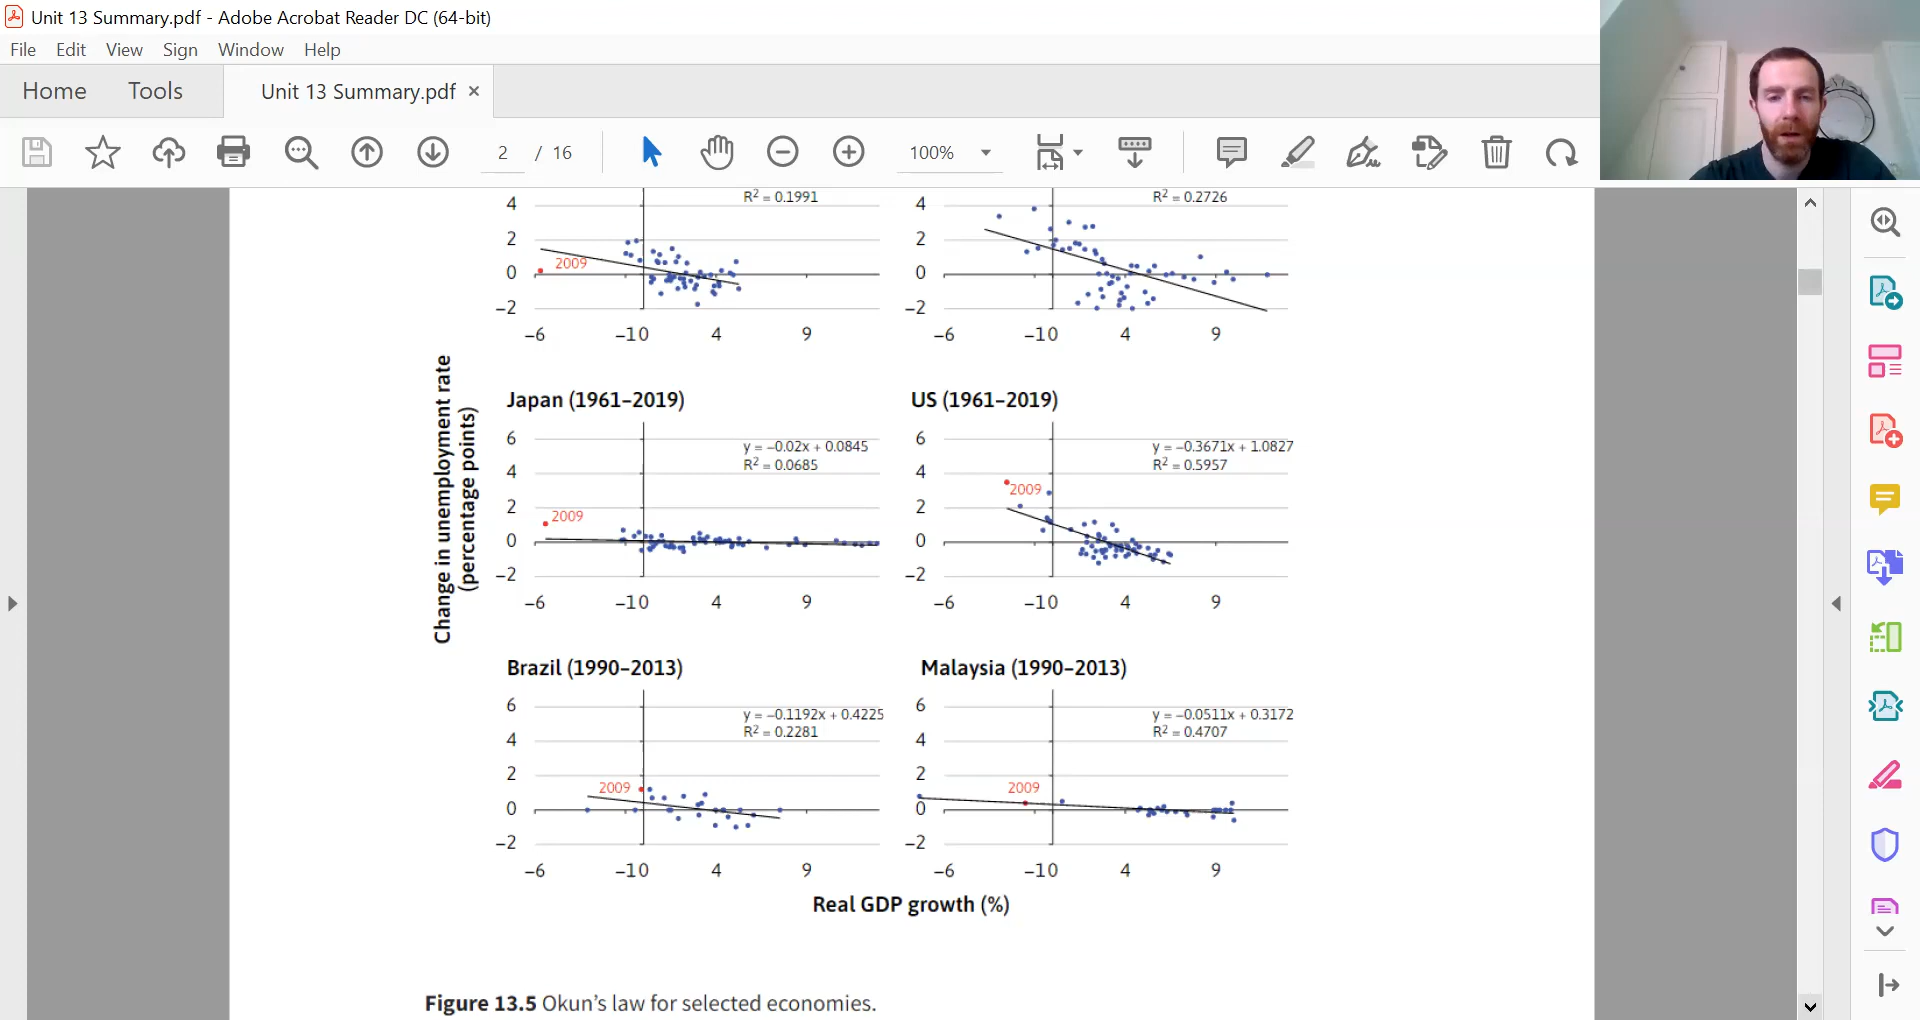 Unit 13 Summary.pdf - Adobe Acrobat Reader DC (64-bit)
File Edit View Sign Window Help
Home Tools Unit 13 Summary.pdf ×
2 / 16 100%
R² = 0.1991
4
2
0
−2
2009
−6 −10 4 9
R² = 0.2726
4
2
0
−2
−6 −10 4 9
Change in unemployment rate
(percentage points)
Japan (1961–2019)
y = −0.02x + 0.0845
R² = 0.0685
6
4
2
0
−2
2009
−6 −10 4 9
US (1961–2019)
y = −0.3671x + 1.0827
R² = 0.5957
6
4
2
0
−2
2009
−6 −10 4 9
Brazil (1990–2013)
y = −0.1192x + 0.4225
R² = 0.2281
6
4
2
0
−2
2009
−6 −10 4 9
Malaysia (1990–2013)
y = −0.0511x + 0.3172
R² = 0.4707
6
4
2
0
−2
2009
−6 −10 4 9
Real GDP growth (%)
Figure 13.5 Okun’s law for selected economies.